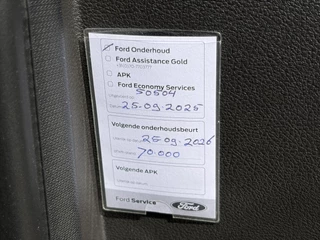 Ford Onderhoud
Ford Assistance Gold
APK
Ford Economy Services
50504
25-09-2025
Volgende onderhoudsbeurt
25-09-2026
70.000
Volgende APK
Ford Service
Ford